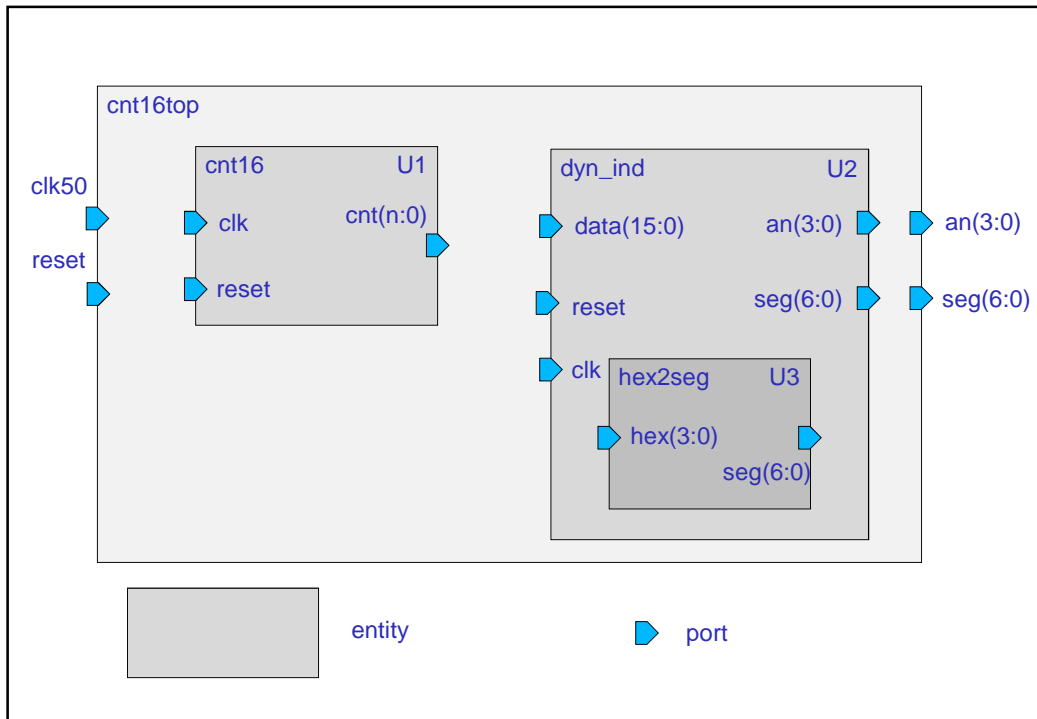 cnt16top
clk50
reset
cnt16 U1
clk
cnt(n:0)
reset
dyn_ind U2
data(15:0)
an(3:0)
reset
seg(6:0)
clk
hex2seg U3
hex(3:0)
seg(6:0)
an(3:0)
seg(6:0)
entity
port